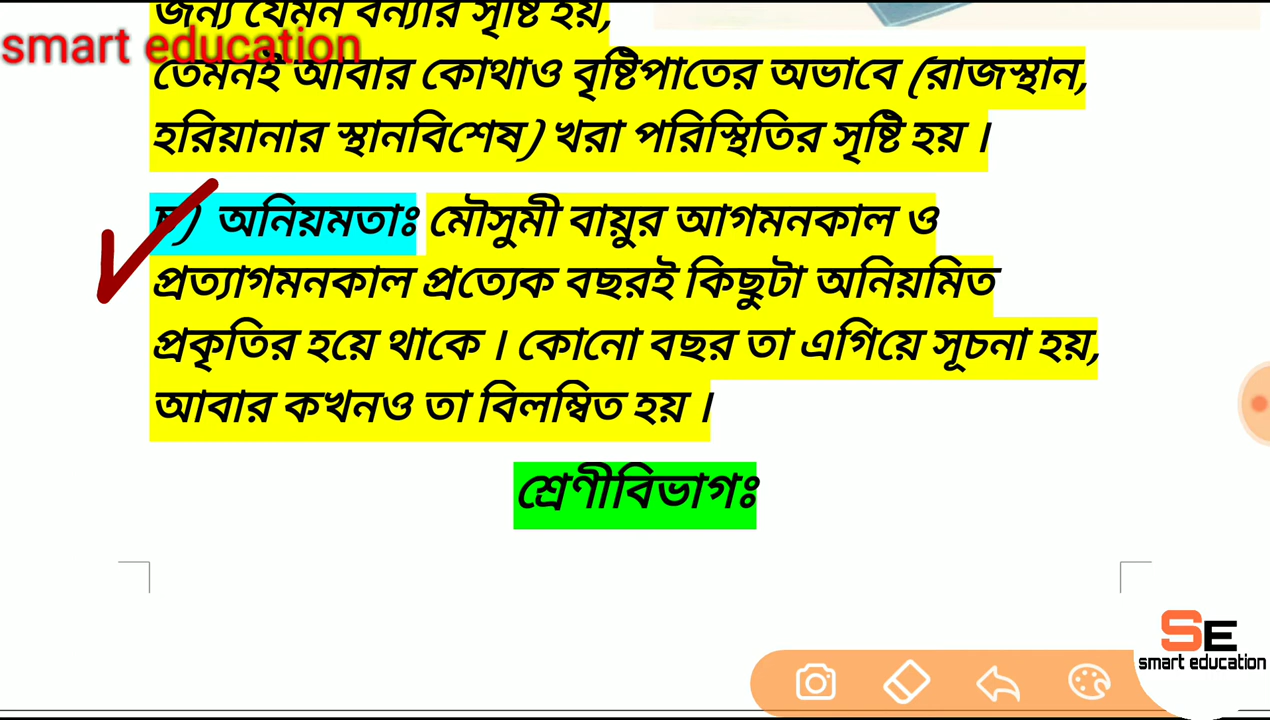 জন্য যেমন বন্যার সৃষ্টি হয়,
smart education
তেমনই আবার কোথাও বৃষ্টিপাতের অভাবে (রাজস্থান,
হরিয়ানার স্থানবিশেষ) খরা পরিস্থিতির সৃষ্টি হয় ।
চ) অনিয়মতাঃ মৌসুমী বায়ুর আগমনকাল ও
প্রত্যাগমনকাল প্রত্যেক বছরই কিছুটা অনিয়মিত
প্রকৃতির হয়ে থাকে । কোনো বছর তা এগিয়ে সূচনা হয়,
আবার কখনও তা বিলম্বিত হয় ।
শ্রেণীবিভাগঃ
SE
smart education